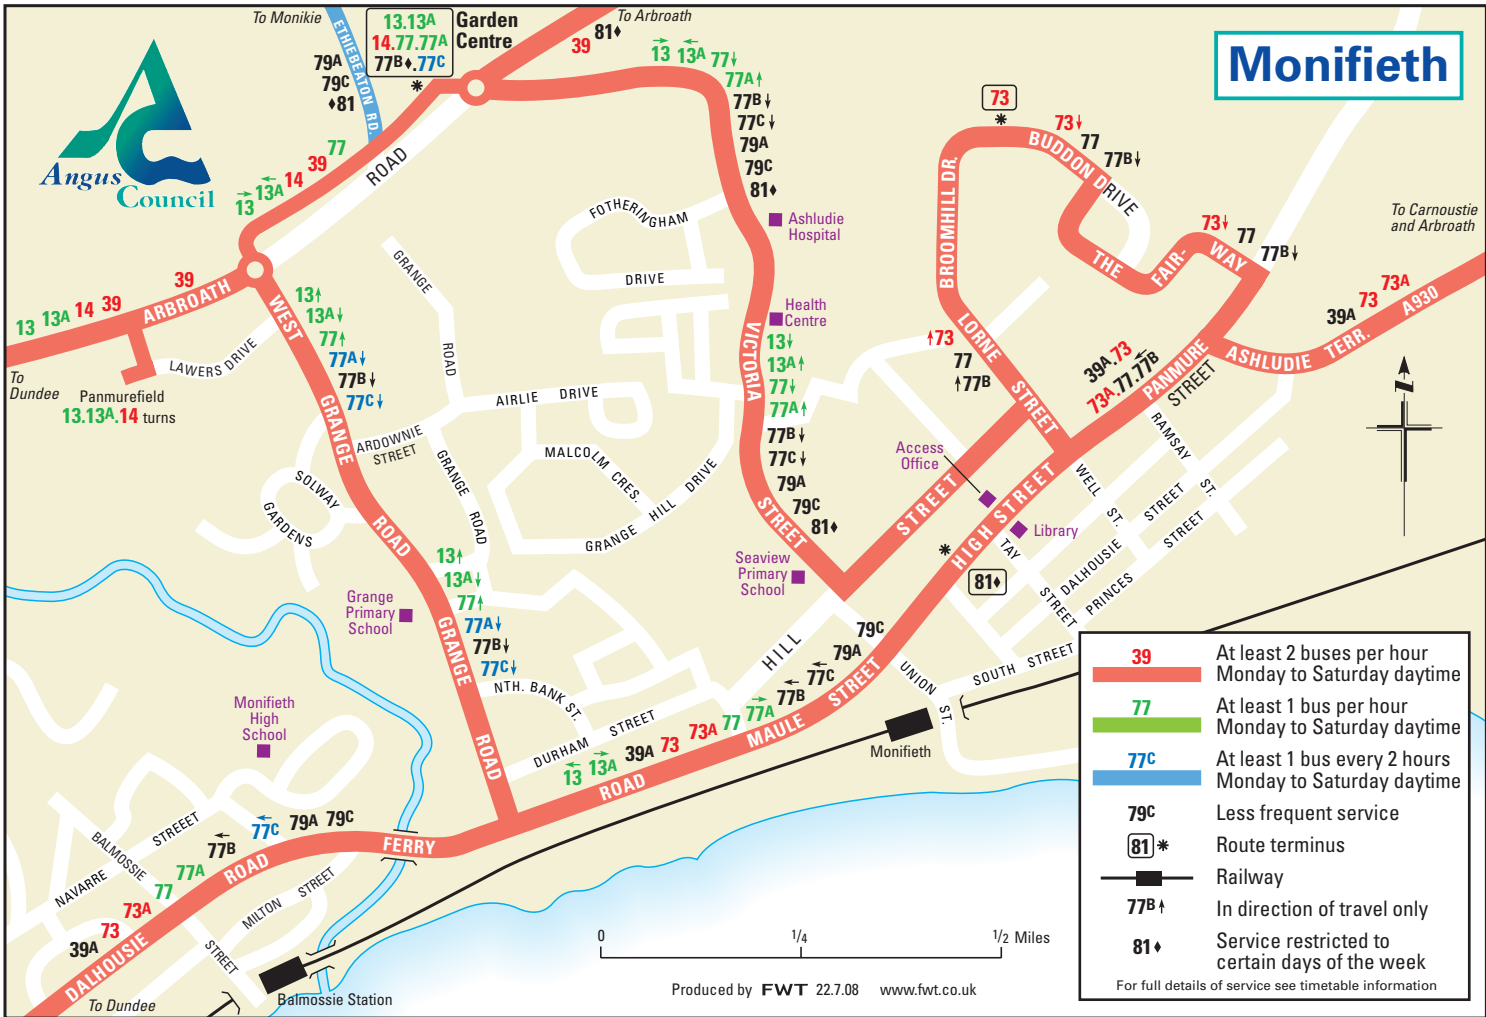 To Monikie
ETHIEBEATON RD.
13.13A
14.77.77A
77B♦.77C
Garden
Centre
To Arbroath
39
81♦
79A
79C
♦81
Monifieth
Angus
Council
→ 13
← 13A
77↓
77A↑
77B↓
77C↓
79A
79C
81♦
Ashludie
Hospital
73
73↓
77
77B↓
BUDDON DRIVE
BROOMHILL DR.
THE FAIR-WAY
73↓
77
77B↓
To Carnoustie
and Arbroath
73A
73
39A
A930
ASHLUDIE TERR.
ROAD
77
39
14
← 13A
→ 13
39
ARBROATH
13
13A
14
39
To
Dundee
Panmurefield
13.13A.14 turns
LAWERS DRIVE
WEST GRANGE ROAD
13↑
13A↓
77↑
77A↓
77B↓
77C↓
GRANGE
ROAD
FOTHERINGHAM
DRIVE
Health
Centre
13↓
13A↑
77↓
77A↑
77B↓
77C↓
79A
79C
81♦
VICTORIA
STREET
AIRLIE DRIVE
ARDOWNIE
STREET
MALCOLM CRES.
GRANGE HILL DRIVE
GRANGE ROAD
SOLWAY
GARDENS
↑73
77
↑77B
LORNE
STREET
39A.73
73A.77.77B ←
PANMURE
STREET
RAMSAY ST.
Access
Office
STREET
HIGH STREET
Library
WELL ST.
TAY STREET
DALHOUSIE STREET
PRINCES STREET
81♦
Seaview
Primary
School
HILL
Grange
Primary
School
13↑
13A↓
77↑
77A↓
77B↓
77C↓
GRANGE
ROAD
NTH. BANK ST.
DURHAM STREET
← 13
→ 13A
39A
73
73A
77
→ 77A
← 77B
← 77C
79A
79C
ROAD
MAULE STREET
UNION ST.
SOUTH STREET
Monifieth
Monifieth
High
School
NAVARRE STREEET
BALMOSSIE
STREET
MILTON STREET
39A
73
73A
77
77A
← 77B
← 77C
79A
79C
DALHOUSIE ROAD
FERRY
To Dundee
Balmossie Station
0
1/4
1/2 Miles
Produced by FWT 22.7.08 www.fwt.co.uk
N
39
At least 2 buses per hour
Monday to Saturday daytime
77
At least 1 bus per hour
Monday to Saturday daytime
77C
At least 1 bus every 2 hours
Monday to Saturday daytime
79C Less frequent service
81 * Route terminus
Railway
77B↑ In direction of travel only
81♦ Service restricted to
certain days of the week
For full details of service see timetable information